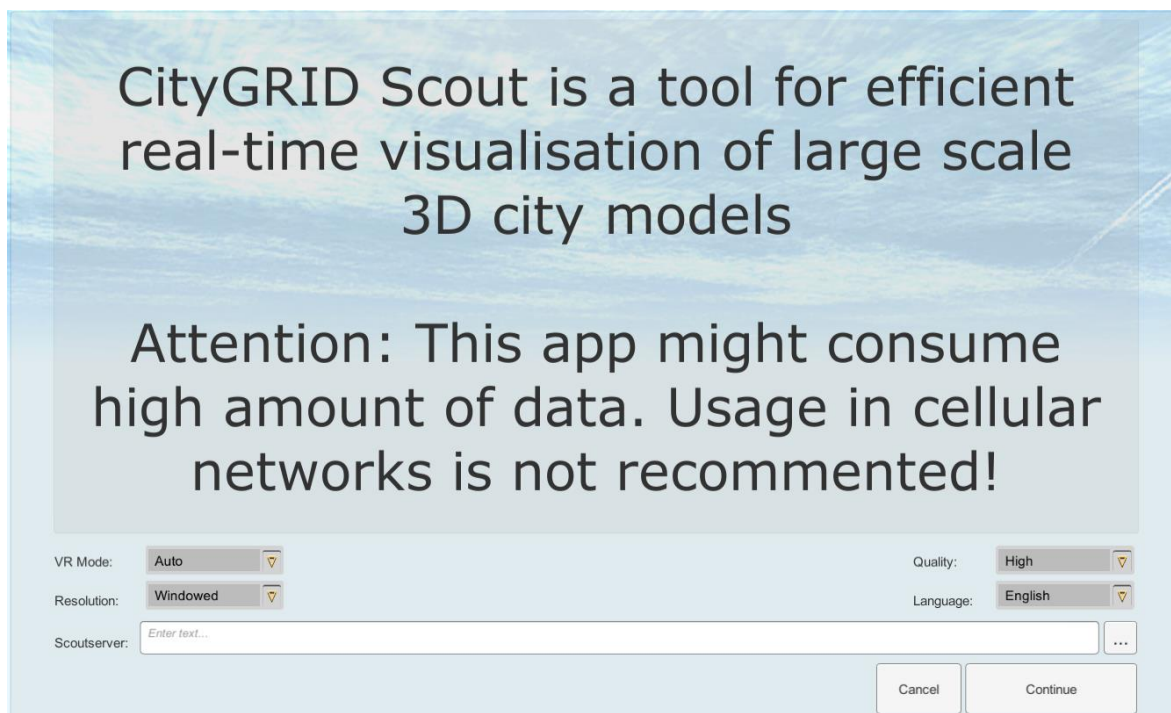 CityGRID Scout is a tool for efficient
real-time visualisation of large scale
3D city models
Attention: This app might consume
high amount of data. Usage in cellular
networks is not recommented!
VR Mode: Auto Quality: High
Resolution: Windowed Language: English
Scoutserver: Enter text... ...
Cancel Continue